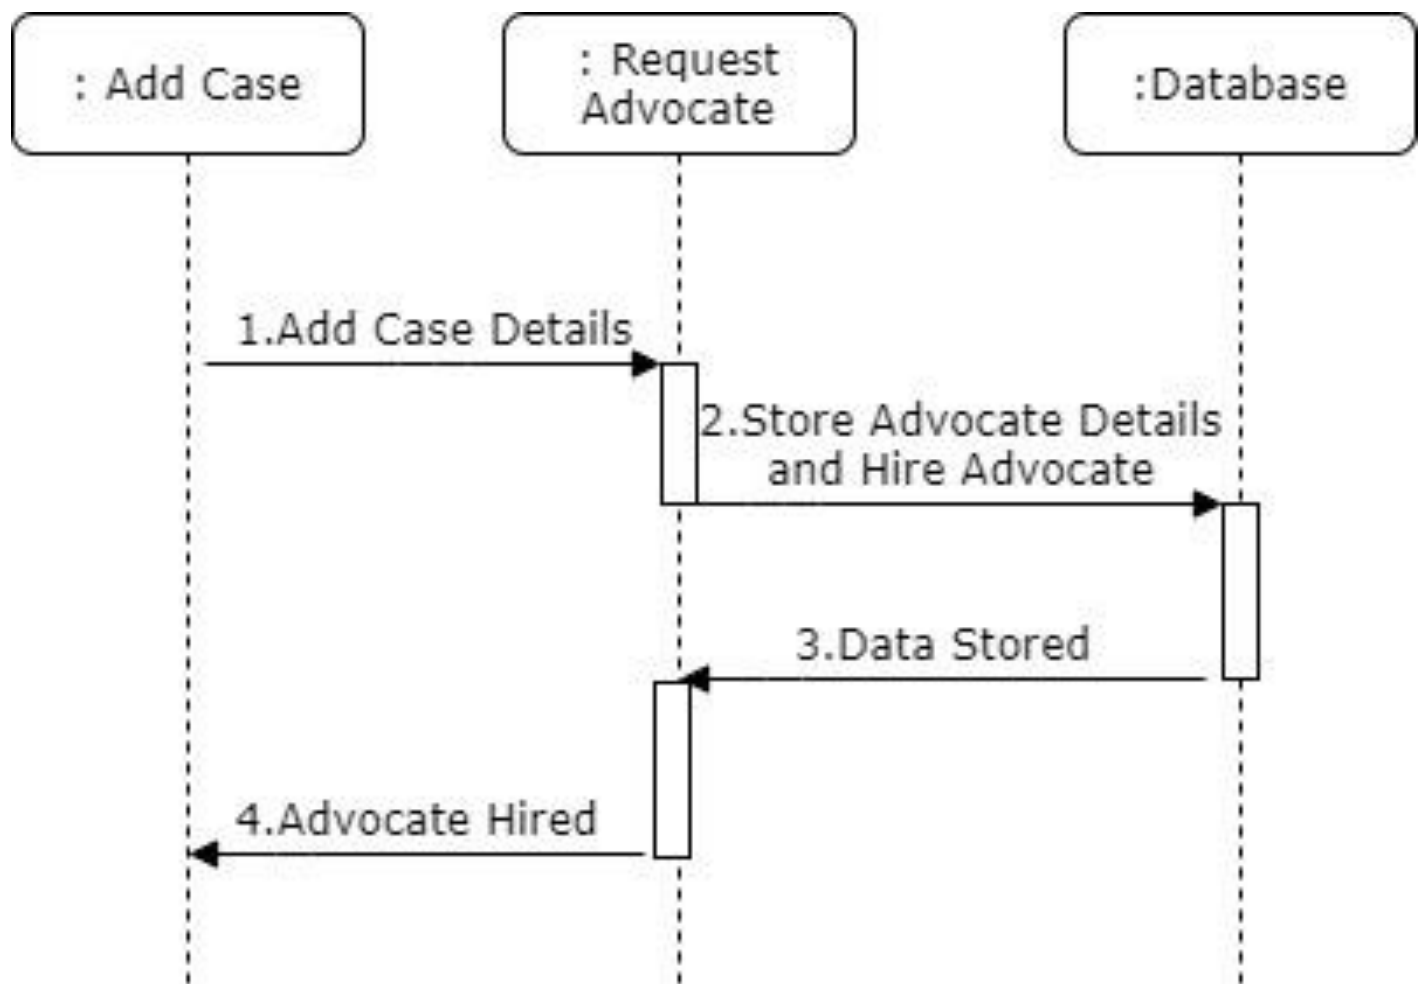 : Add Case
: Request
Advocate
:Database
1.Add Case Details
2.Store Advocate Details
and Hire Advocate
3.Data Stored
4.Advocate Hired